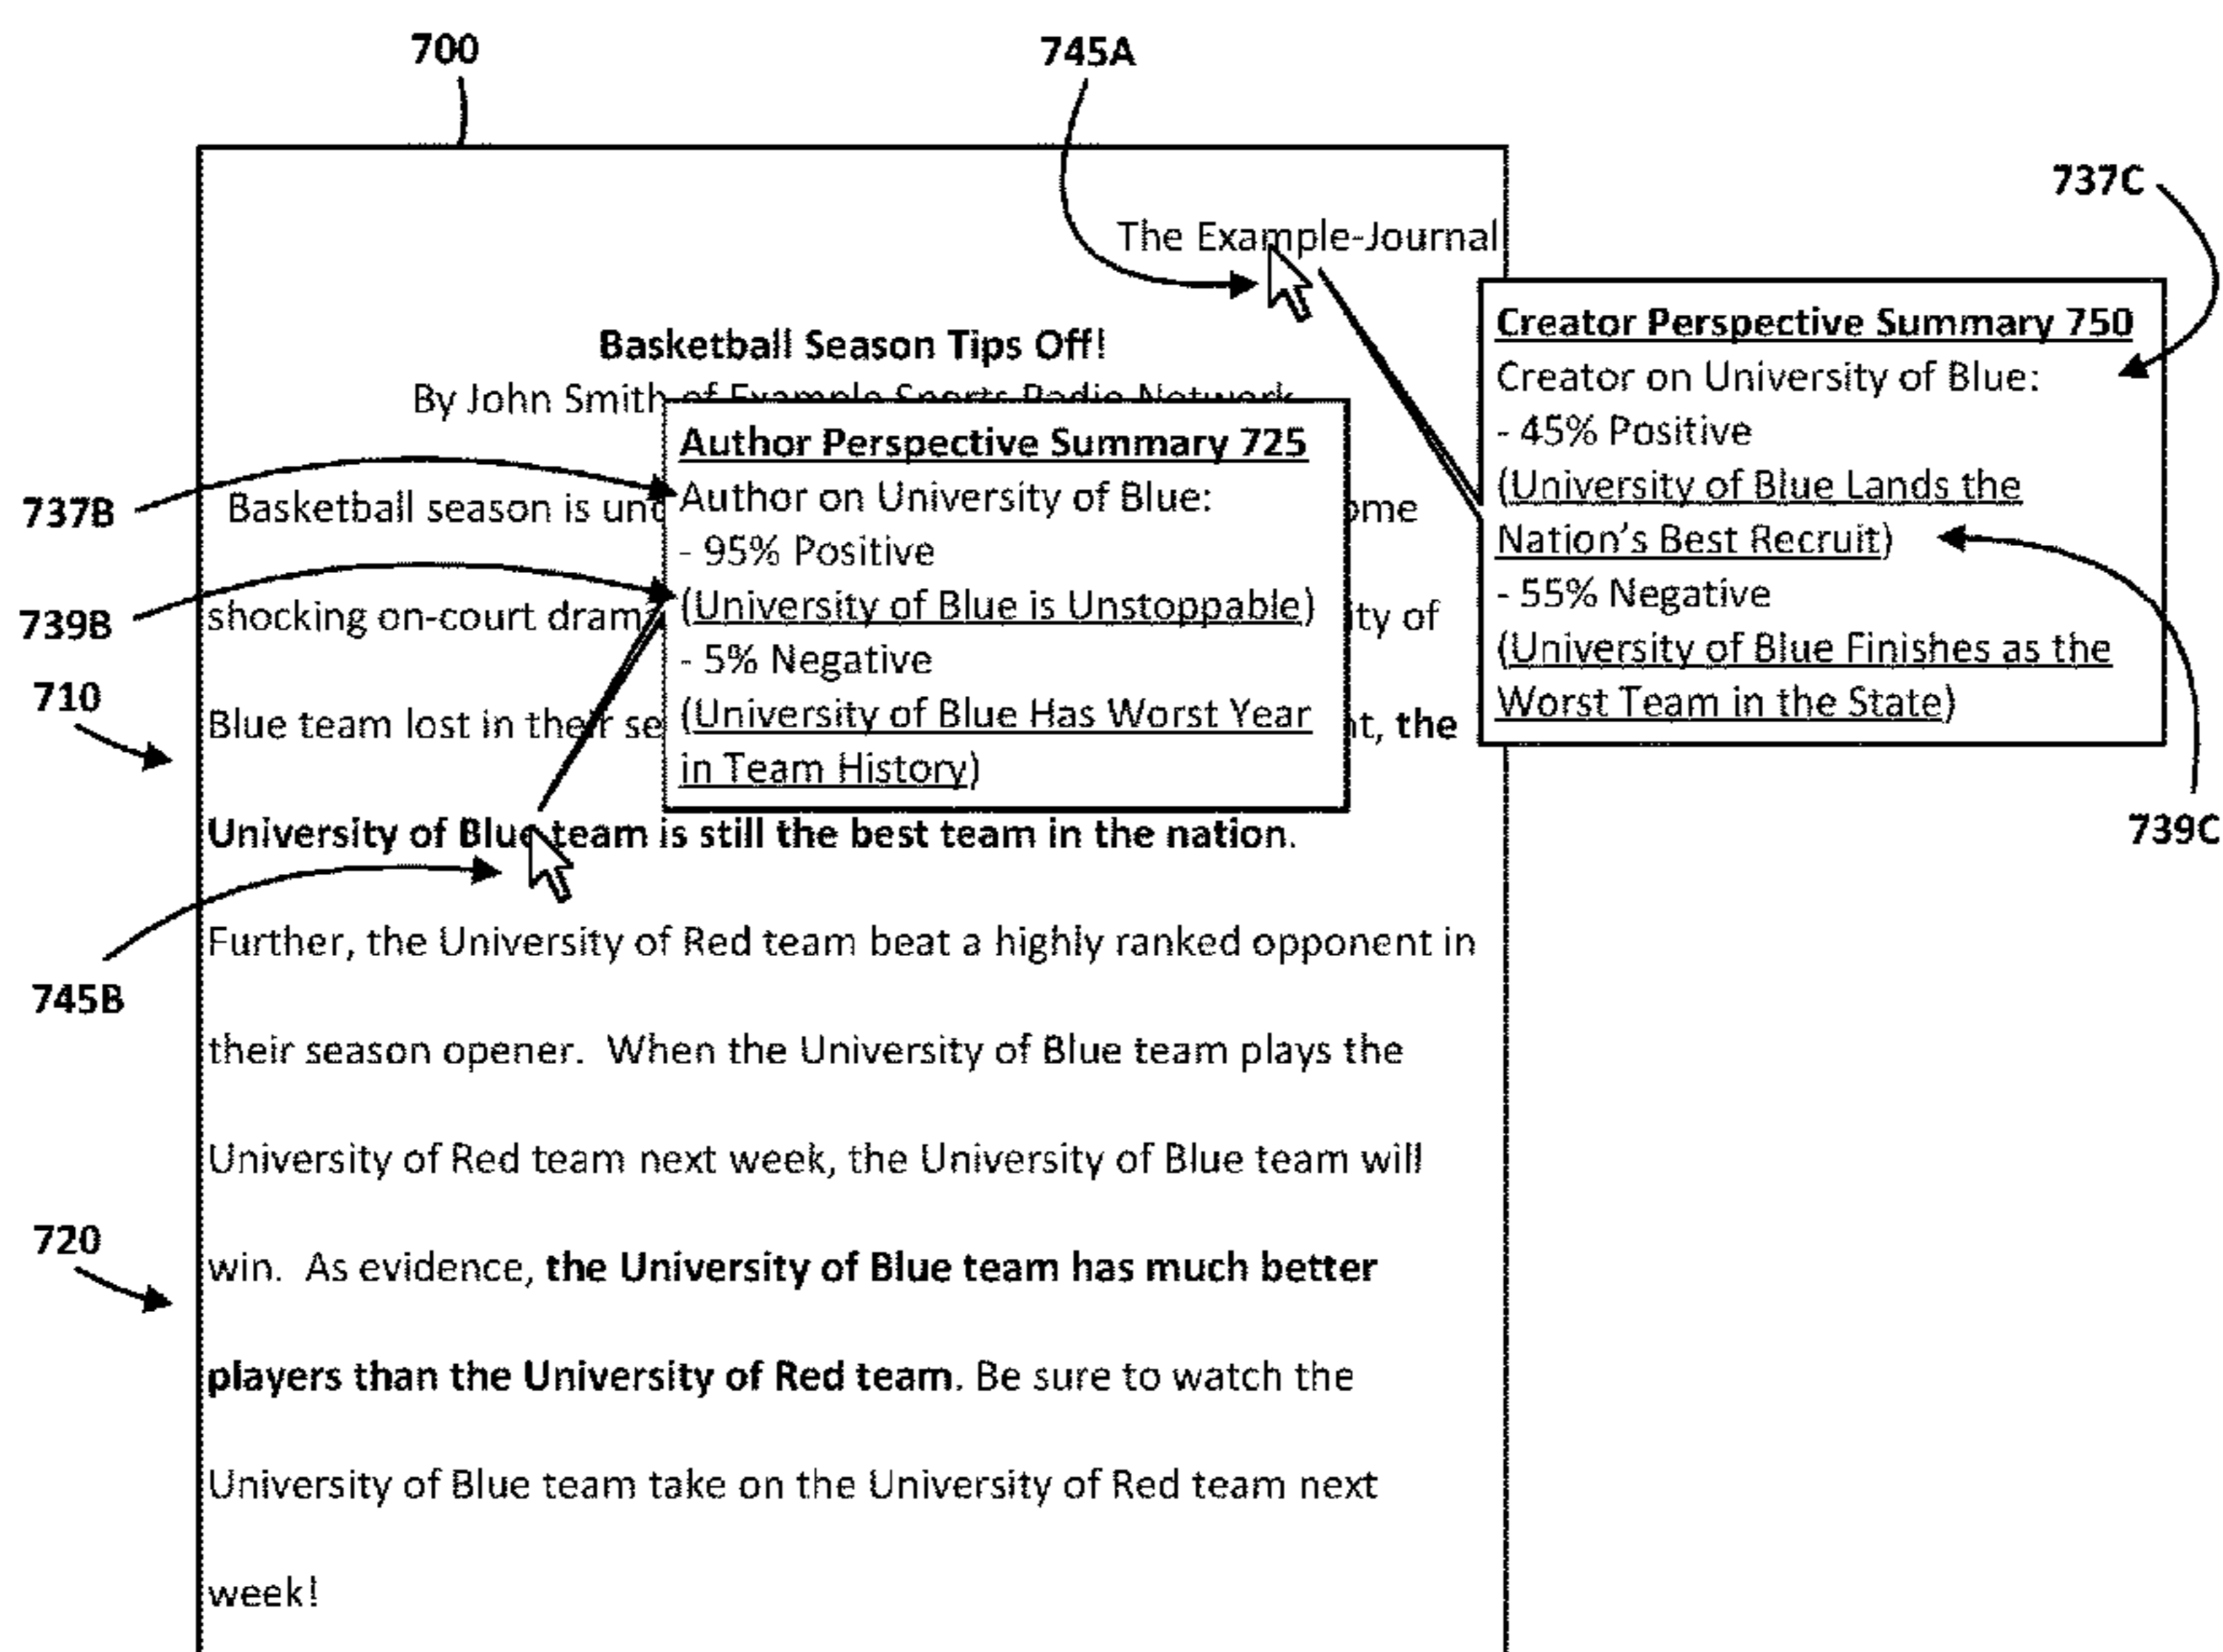 700
745A
737C
The Example-Journal
Basketball Season Tips Off!
By John Smith of Example Sports Radio Network
Creator Perspective Summary 750
Creator on University of Blue:
- 45% Positive
(University of Blue Lands the
Nation's Best Recruit)
- 55% Negative
(University of Blue Finishes as the
Worst Team in the State)
739C
Author Perspective Summary 725
Author on University of Blue:
- 95% Positive
(University of Blue is Unstoppable)
- 5% Negative
(University of Blue Has Worst Year
in Team History)
737B
Basketball season is
739B
shocking on-court ity of
710
Blue team lost in their the
University of Blue team is still the best team in the nation.
745B
Further, the University of Red team beat a highly ranked opponent in
their season opener. When the University of Blue team plays the
University of Red team next week, the University of Blue team will
720
win. As evidence, the University of Blue team has much better
players than the University of Red team. Be sure to watch the
University of Blue team take on the University of Red team next
week!